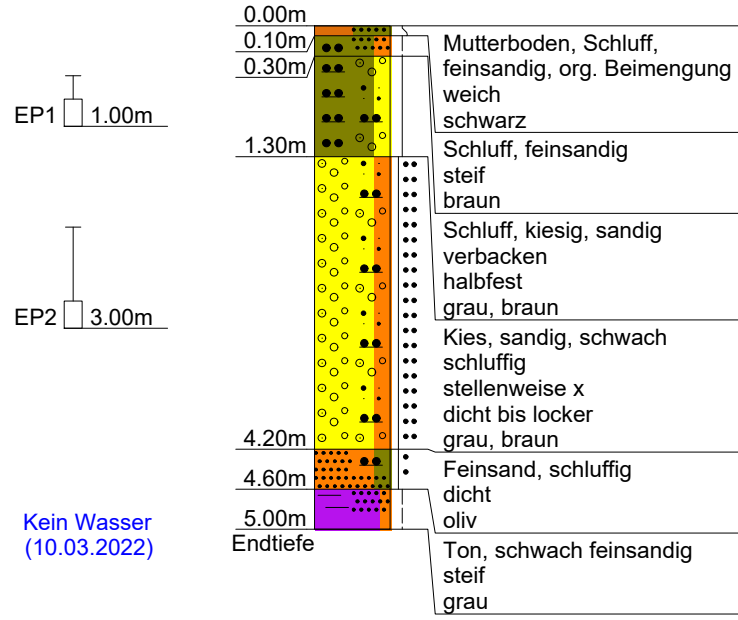 0.00m
0.10m
0.30m
1.30m
4.20m
4.60m
5.00m
Endtiefe
EP1 1.00m
EP2 3.00m
Kein Wasser
(10.03.2022)
Mutterboden, Schluff,
feinsandig, org. Beimengung
weich
schwarz
Schluff, feinsandig
steif
braun
Schluff, kiesig, sandig
verbacken
halbfest
grau, braun
Kies, sandig, schwach
schluffig
stellenweise x
dicht bis locker
grau, braun
Feinsand, schluffig
dicht
oliv
Ton, schwach feinsandig
steif
grau